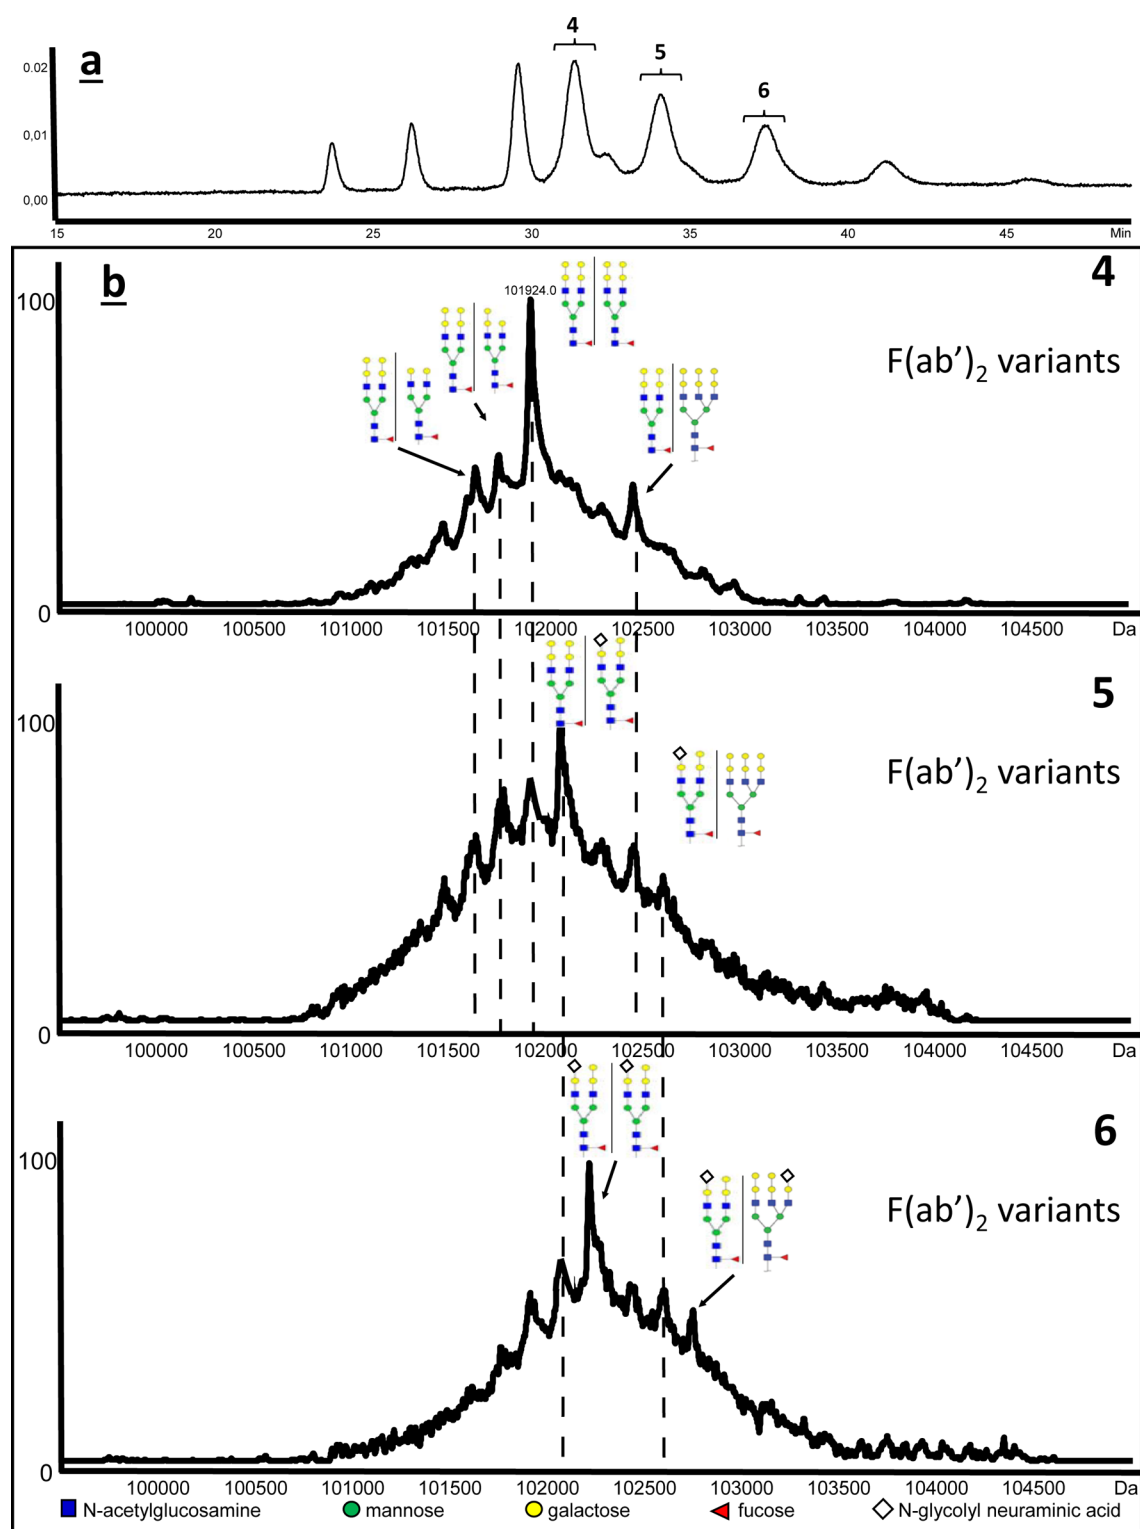 a
4
5
6
0.02
0,01
0,00
15 20 25 30 35 40 45 Min
b
4
100
101924.0
F(ab’)2 variants
0
100000 100500 101000 101500 102000 102500 103000 103500 104000 104500 Da
5
100
F(ab’)2 variants
0
100000 100500 101000 101500 102000 102500 103000 103500 104000 104500 Da
6
100
F(ab’)2 variants
0
100000 100500 101000 101500 102000 102500 103000 103500 104000 104500 Da
N-acetylglucosamine mannose galactose fucose N-glycolyl neuraminic acid